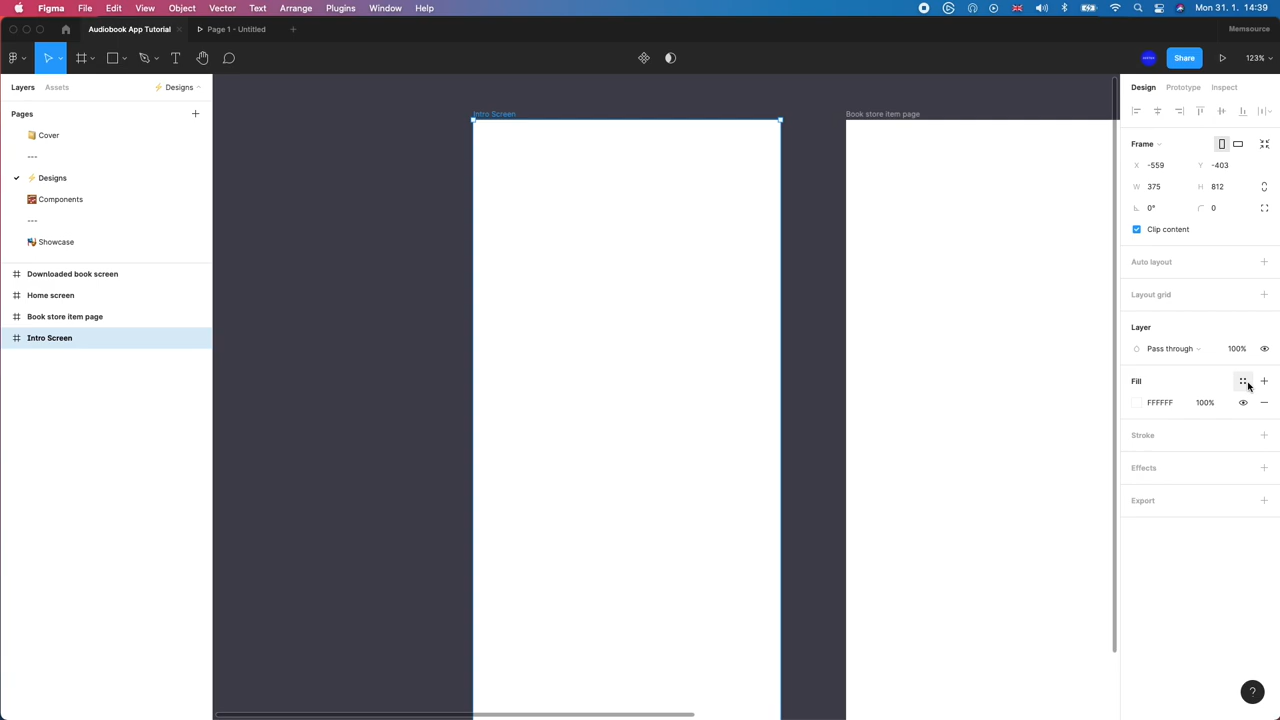 Figma File Edit View Object Vector Text Arrange Plugins Window Help Mon 1. 11 14:39
Audiobook App Tutorial Page 1 - Untitled Memsource
Share 123%
Layers Assets ⚡ Designs
Pages
Cover
---
⚡ Designs
Components
---
Showcase
Downloaded book screen
Home screen
Book store item page
Intro Screen
Intro Screen
Book store item page
Design Prototype Inspect
Frame
X -559 Y -403
W 375 H 812
0° 0
Clip content
Auto layout
Layout grid
Layer
Pass through 100%
Fill
FFFFFF 100%
Stroke
Effects
Export
?